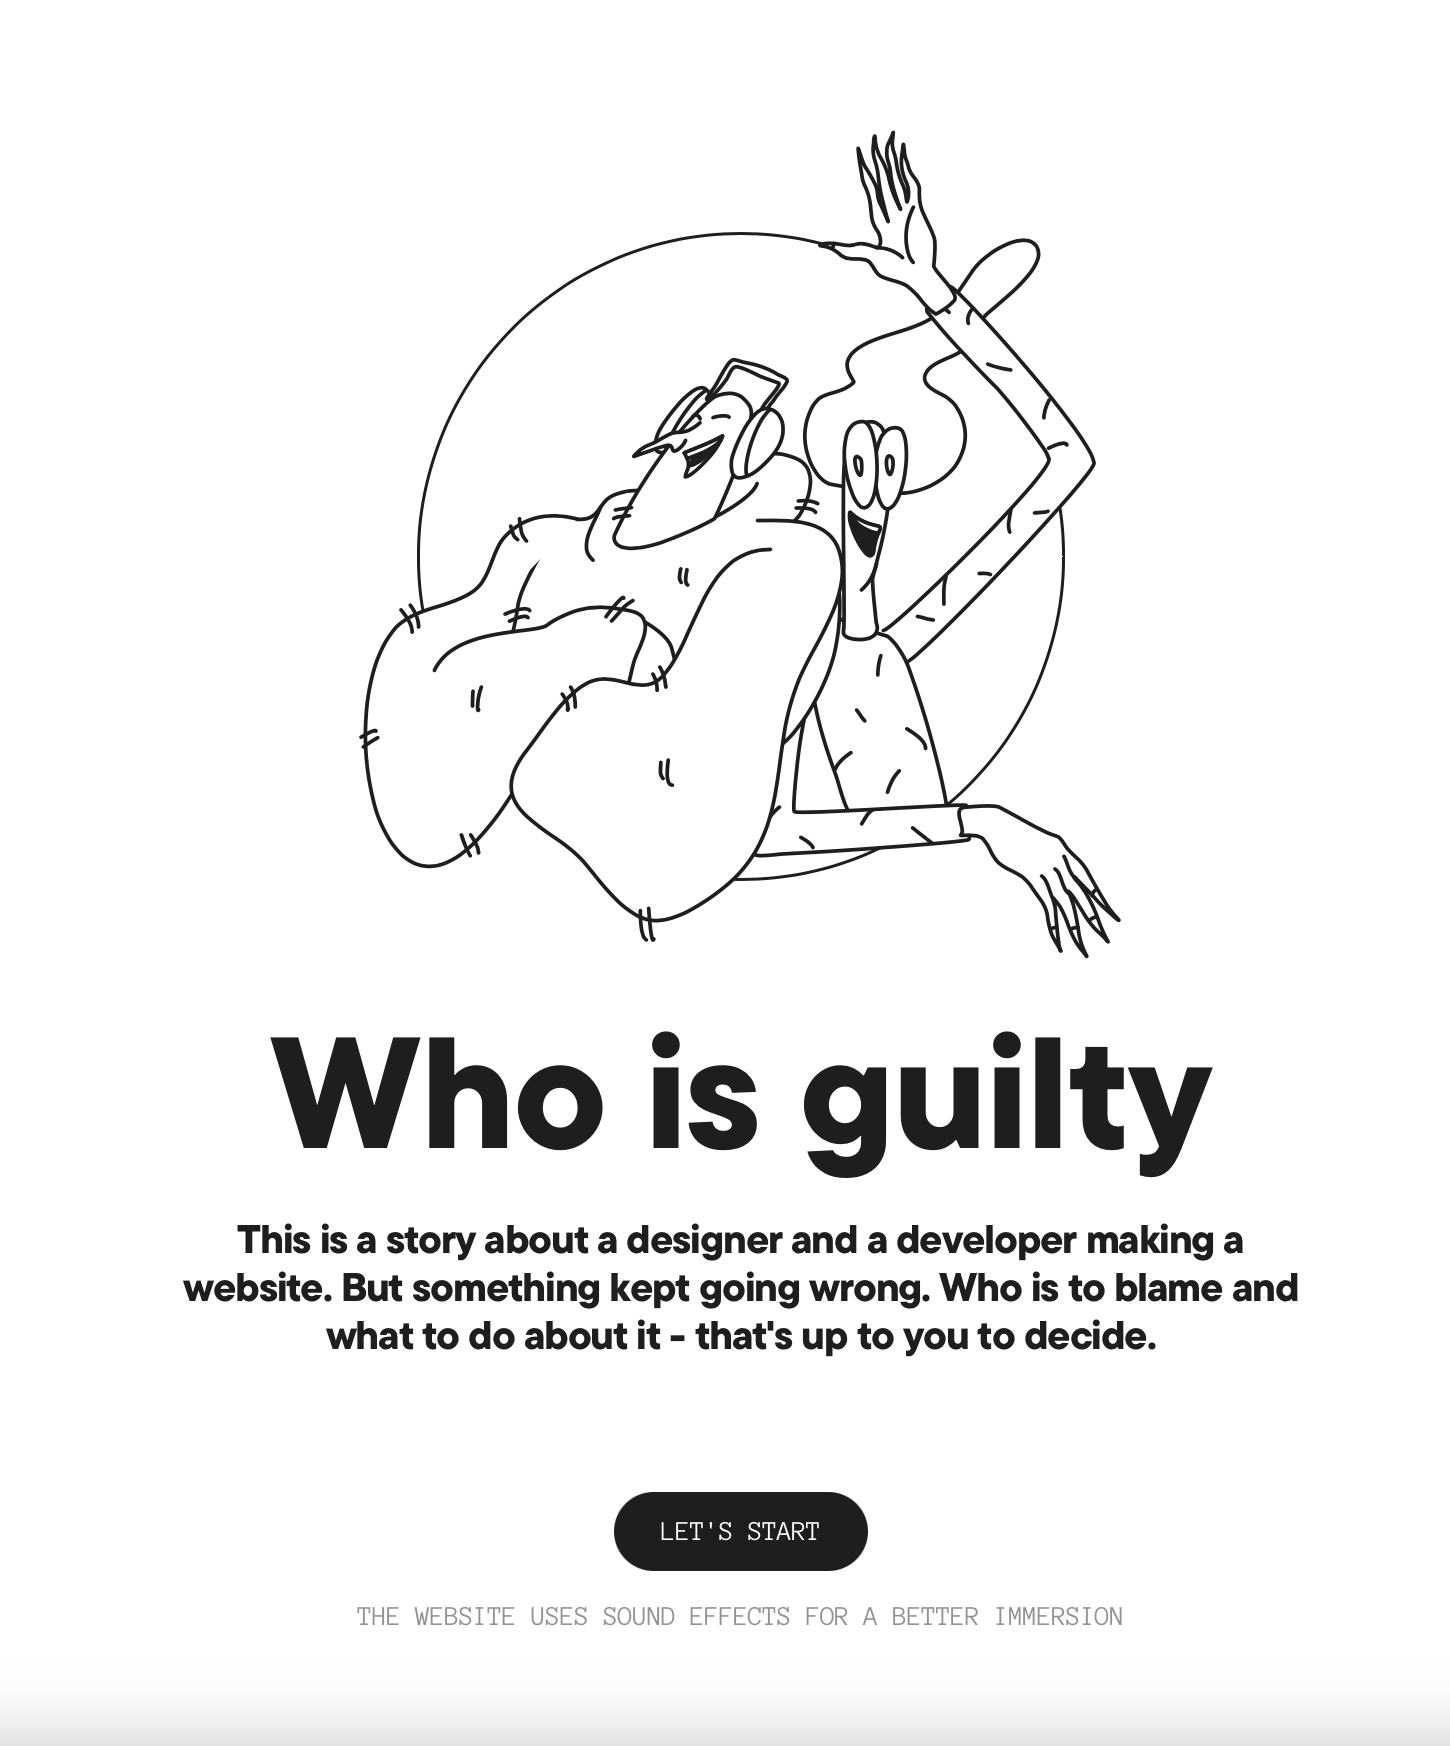 Who is guilty
This is a story about a designer and a developer making a
website. But something kept going wrong. Who is to blame and
what to do about it - that's up to you to decide.
LET'S START
THE WEBSITE USES SOUND EFFECTS FOR A BETTER IMMERSION